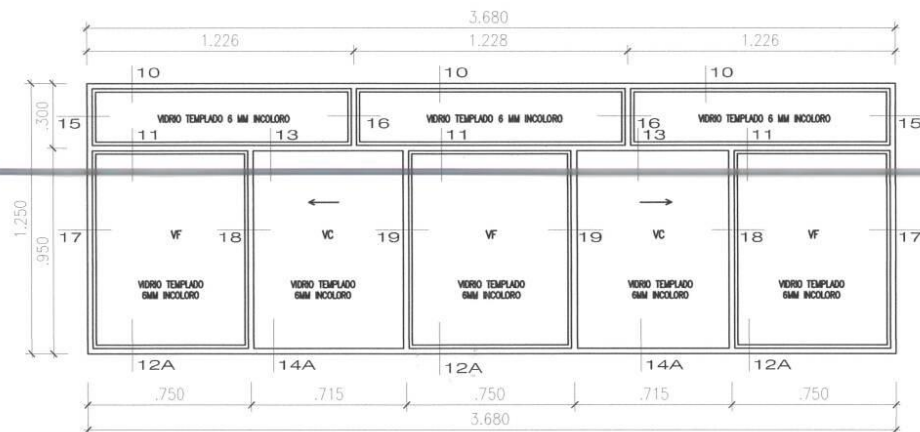 3.680
1.226 1.228 1.226
10 10 10
.300
15 VIDRIO TEMPLADO 6 MM INCOLORO 16 VIDRIO TEMPLADO 6 MM INCOLORO 16 VIDRIO TEMPLADO 6 MM INCOLORO 15
11 13 11 13 11
1.250
.950
17 VF 18 VC 19 VF 19 VC 18 VF 17
VIDRIO TEMPLADO VIDRIO TEMPLADO VIDRIO TEMPLADO VIDRIO TEMPLADO VIDRIO TEMPLADO
6MM INCOLORO 6MM INCOLORO 6MM INCOLORO 6MM INCOLORO 6MM INCOLORO
12A 14A 12A 14A 12A
.750 .715 .750 .715 .750
3.680